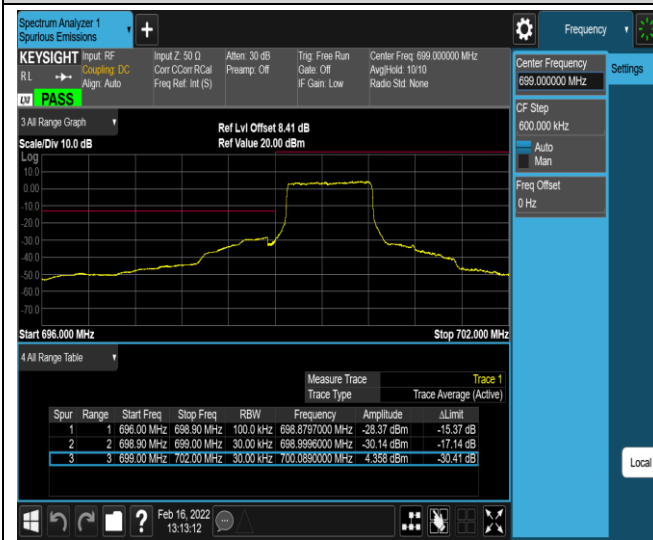 Spectrum Analyzer 1
Spurious Emissions
+
Frequency
KEYSIGHT Input: RF Input Z: 50 Ω Atten: 30 dB Trig: Free Run Center Freq: 699.000000 MHz
R L Coupling: DC Corr CCorr RCal Preamp: Off Gate: Off Avg|Hold: 10/10
Align: Auto Freq Ref: Int (S) IF Gain: Low Radio Std: None
LXI PASS
Center Frequency
699.000000 MHz
Settings
CF Step
600.000 kHz
Auto
Man
Freq Offset
0 Hz
3 All Range Graph
Ref Lvl Offset 8.41 dB
Scale/Div 10.0 dB Ref Value 20.00 dBm
Log
10.0
0.00
-10.0
-20.0
-30.0
-40.0
-50.0
-60.0
-70.0
Start 696.000 MHz Stop 702.000 MHz
4 All Range Table
Measure Trace Trace 1
Trace Type Trace Average (Active)
Spur Range Start Freq Stop Freq RBW Frequency Amplitude ΔLimit
1 1 696.00 MHz 698.90 MHz 100.0 kHz 698.8797000 MHz -28.37 dBm -15.37 dB
2 2 698.90 MHz 699.00 MHz 30.00 kHz 698.9996000 MHz -30.14 dBm -17.14 dB
3 3 699.00 MHz 702.00 MHz 30.00 kHz 700.0890000 MHz 4.358 dBm -30.41 dB
Local
?
Feb 16, 2022
13:13:12